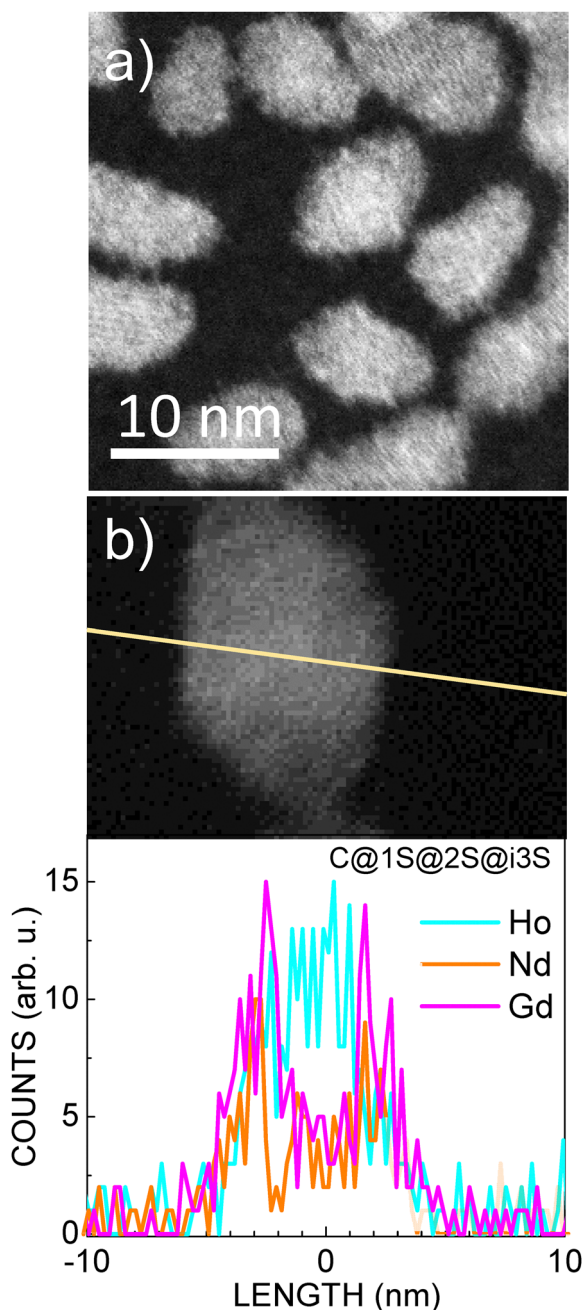 a)
10 nm
b)
C@1S@2S@i3S
15
Ho
Nd
10
Gd
COUNTS (arb. u.)
5
0
-10
0
10
LENGTH (nm)